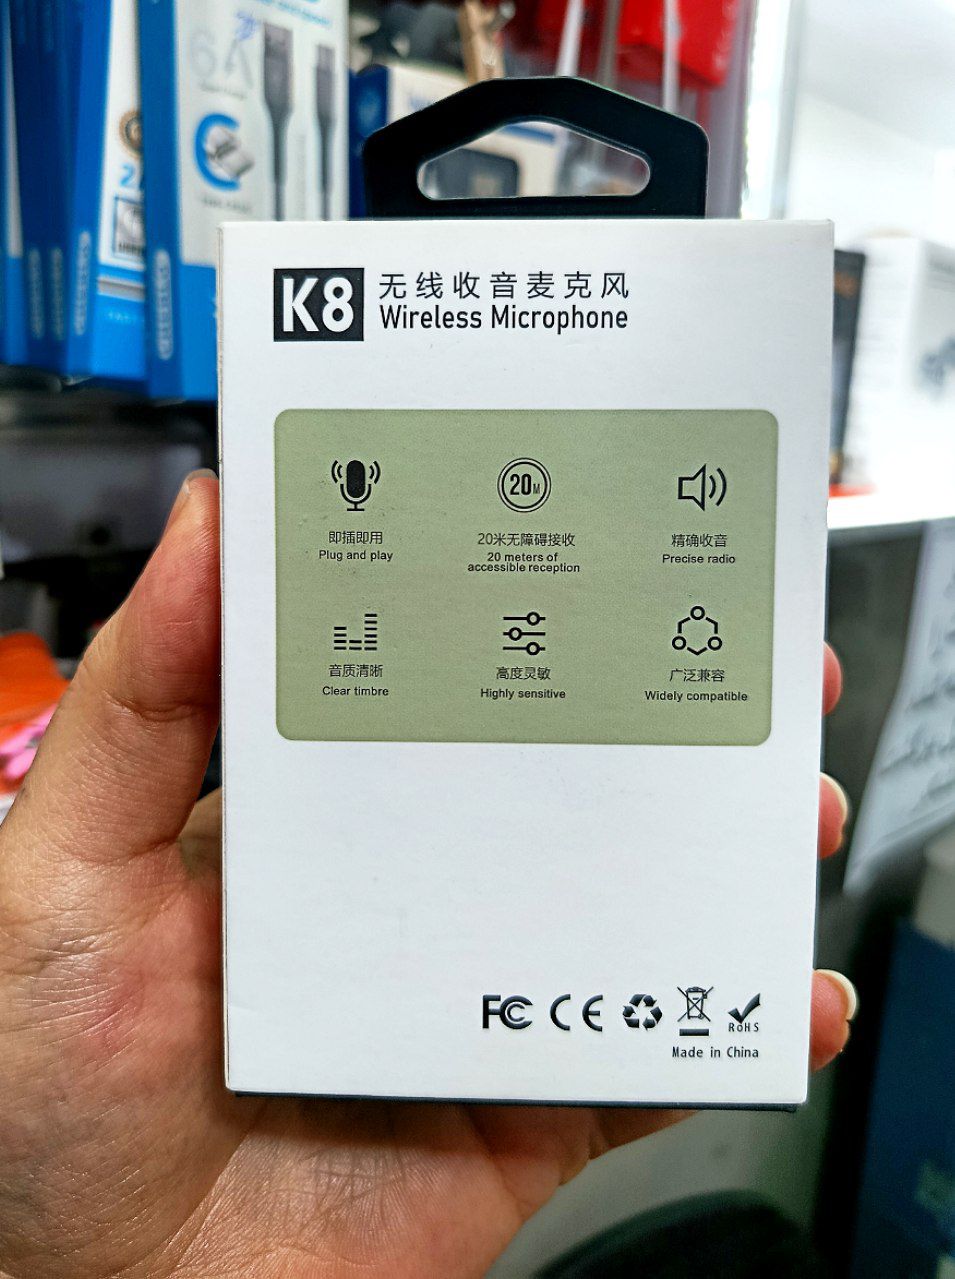 K8 无线收音麦克风
Wireless Microphone
即插即用
Plug and play
20M
20米无障碍接收
20 meters of
accessible reception
精确收音
Precise radio
音质清晰
Clear timbre
高度灵敏
Highly sensitive
广泛兼容
Widely compatible
FC CE RoHS
Made in China
6A